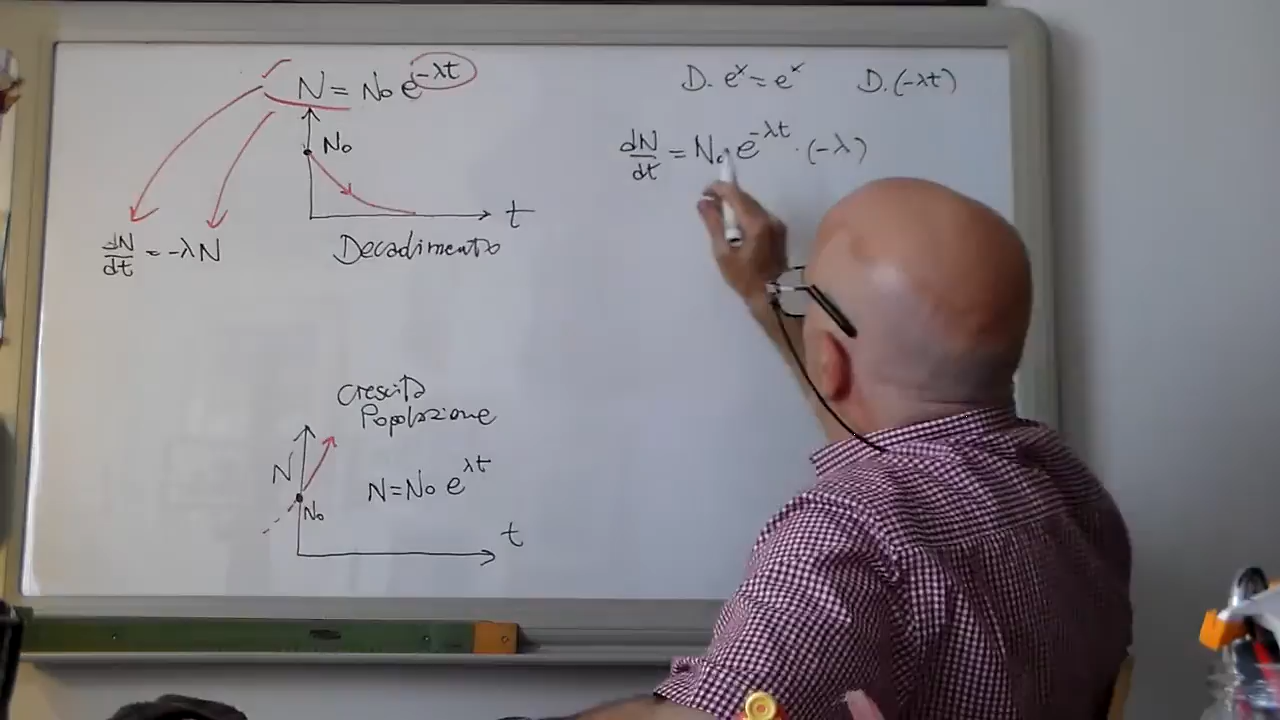 N = N₀ e^(-λt)
N₀
t
Decadimento
dN/dt = -λN
Crescita
Popolazione
N
N₀
N = N₀ e^(λt)
t
D. e^x = e^x
D. (-λt)
dN/dt = N₀ e^(-λt) · (-λ)